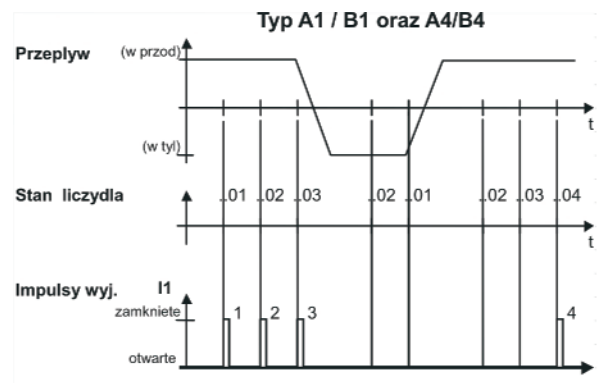 Typ A1 / B1 oraz A4/B4
Przeplyw (w przod)
t
(w tyl)
Stan liczydla ..01 ..02 ..03 ..02 ..01 ..02 ..03 ..04
t
Impulsy wyj. I1
zamkniete 1 2 3 4
otwarte